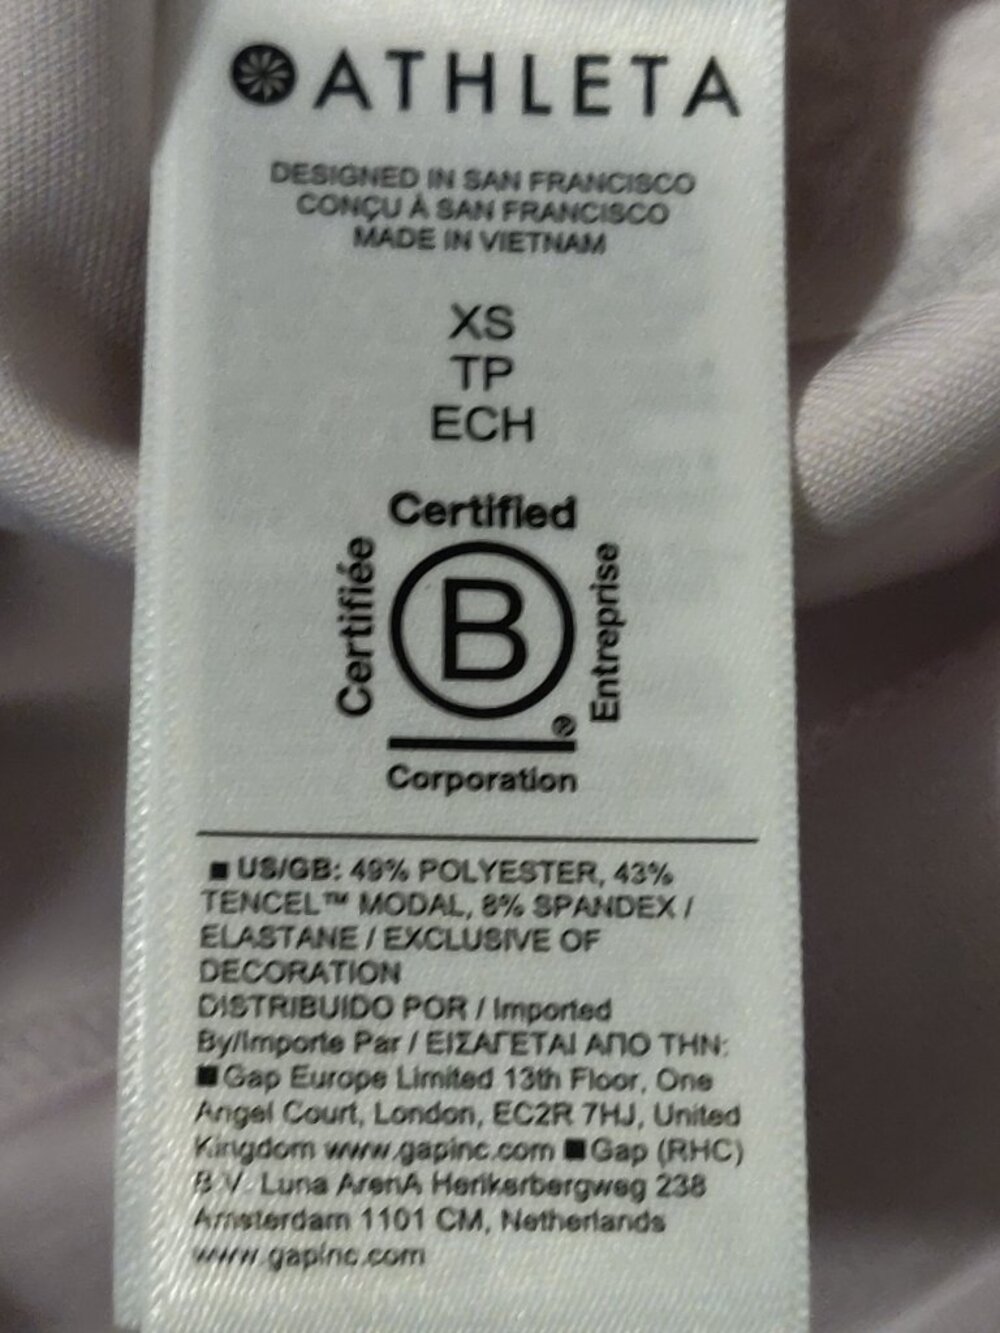 ATHLETA
DESIGNED IN SAN FRANCISCO
CONÇU À SAN FRANCISCO
MADE IN VIETNAM
XS
TP
ECH
Certified
Certifiée
B
Entreprise
®
Corporation
■ US/GB: 49% POLYESTER, 43%
TENCEL™ MODAL, 8% SPANDEX /
ELASTANE / EXCLUSIVE OF
DECORATION
DISTRIBUIDO POR / Imported
By/Importe Par / ΕΙΣΑΓΕΤΑΙ ΑΠΟ ΤΗΝ:
■ Gap Europe Limited 13th Floor, One
Angel Court, London, EC2R 7HJ, United
Kingdom www.gapinc.com ■ Gap (RHC)
B.V. Luna ArenA Herikerbergweg 238
Amsterdam 1101 CM, Netherlands
www.gapinc.com